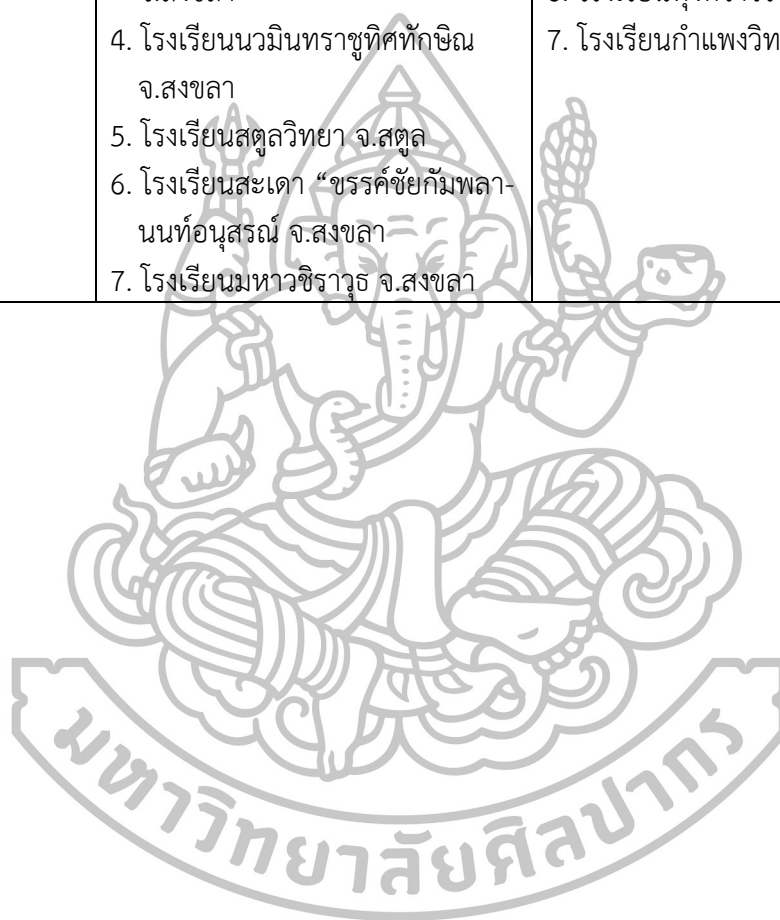 4. โรงเรียนนวมินทราชูทิศทักษิณ
จ.สงขลา
5. โรงเรียนสตูลวิทยา จ.สตูล
6. โรงเรียนสะเดา “ขรรค์ชัยกัมพลา-
นนท์อนุสรณ์ จ.สงขลา
7. โรงเรียนมหาวชิราวุธ จ.สงขลา
7. โรงเรียนกำแพงวิท
มหาวิทยาลัยศิลปากร